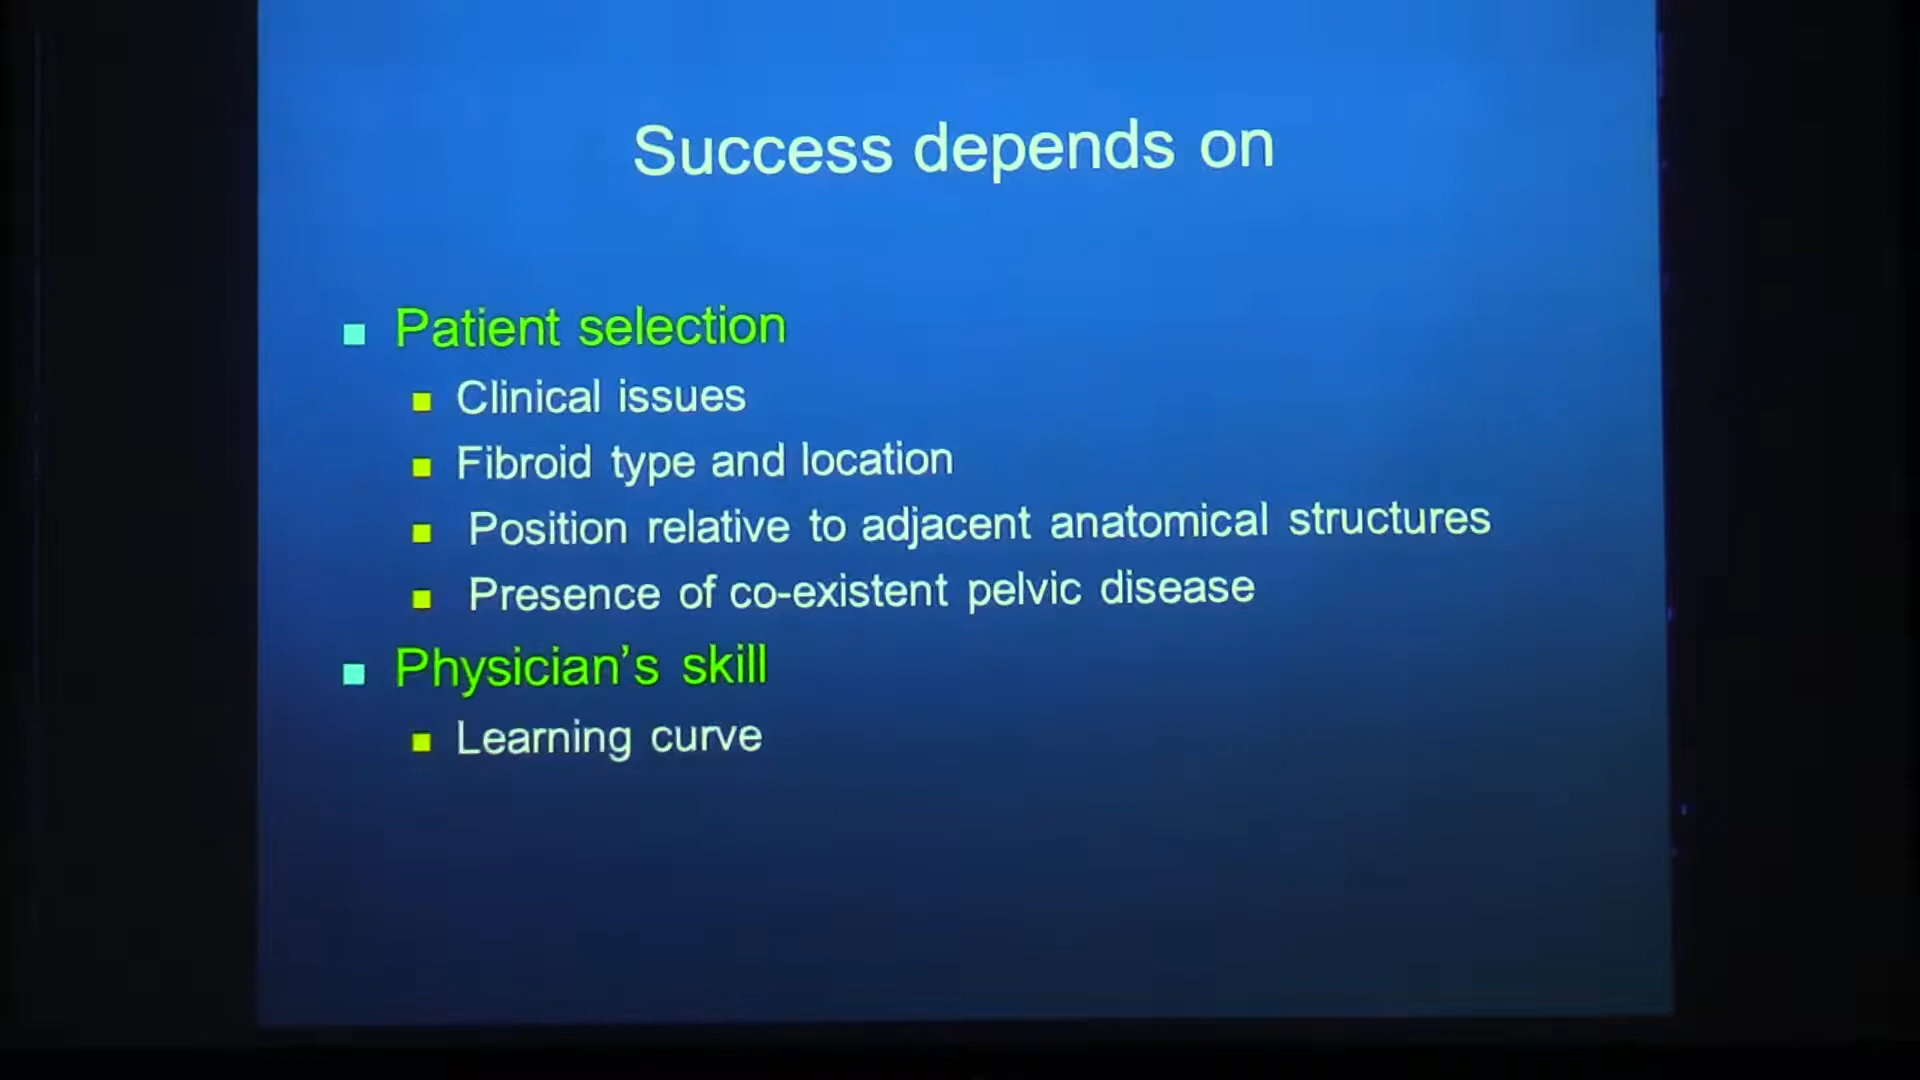 Success depends on
Patient selection
Clinical issues
Fibroid type and location
Position relative to adjacent anatomical structures
Presence of co-existent pelvic disease
Physician's skill
Learning curve